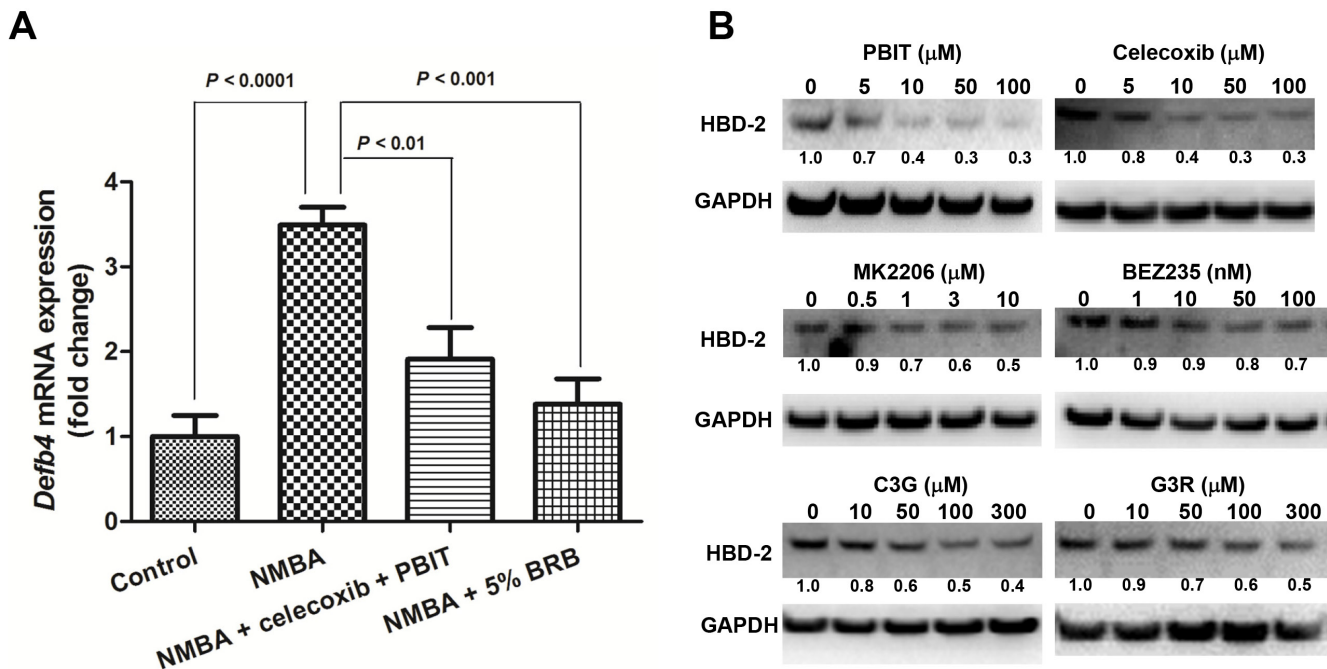 A
P < 0.0001
P < 0.001
P < 0.01
Defb4 mRNA expression
(fold change)
4
3
2
1
0
Control
NMBA
NMBA + celecoxib + PBIT
NMBA + 5% BRB
B
PBIT (μM) Celecoxib (μM)
0 5 10 50 100 0 5 10 50 100
HBD-2
1.0 0.7 0.4 0.3 0.3 1.0 0.8 0.4 0.3 0.3
GAPDH
MK2206 (μM) BEZ235 (nM)
0 0.5 1 3 10 0 1 10 50 100
HBD-2
1.0 0.9 0.7 0.6 0.5 1.0 0.9 0.9 0.8 0.7
GAPDH
C3G (μM) G3R (μM)
0 10 50 100 300 0 10 50 100 300
HBD-2
1.0 0.8 0.6 0.5 0.4 1.0 0.9 0.7 0.6 0.5
GAPDH